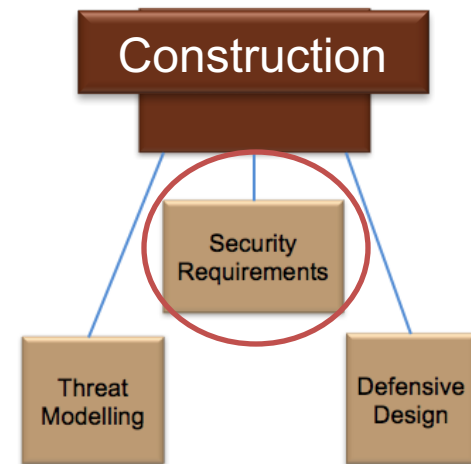 Construction
Security
Requirements
Threat
Modelling
Defensive
Design